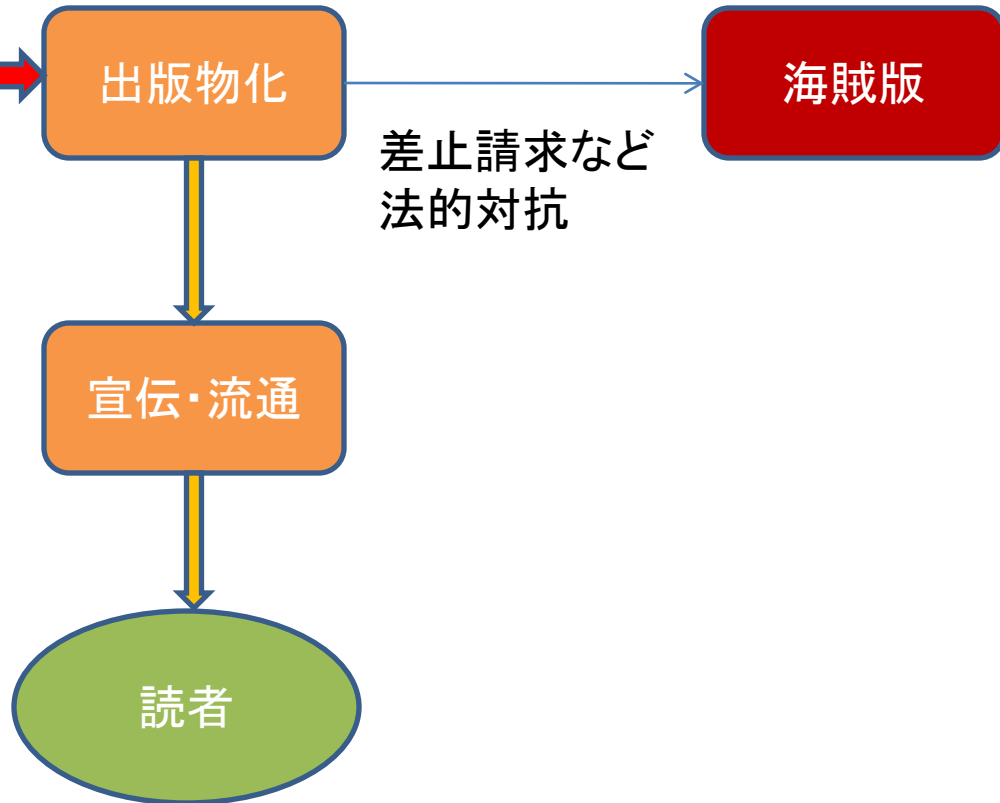 出版物化
海賊版
差止請求など
法的対抗
宣伝・流通
読者